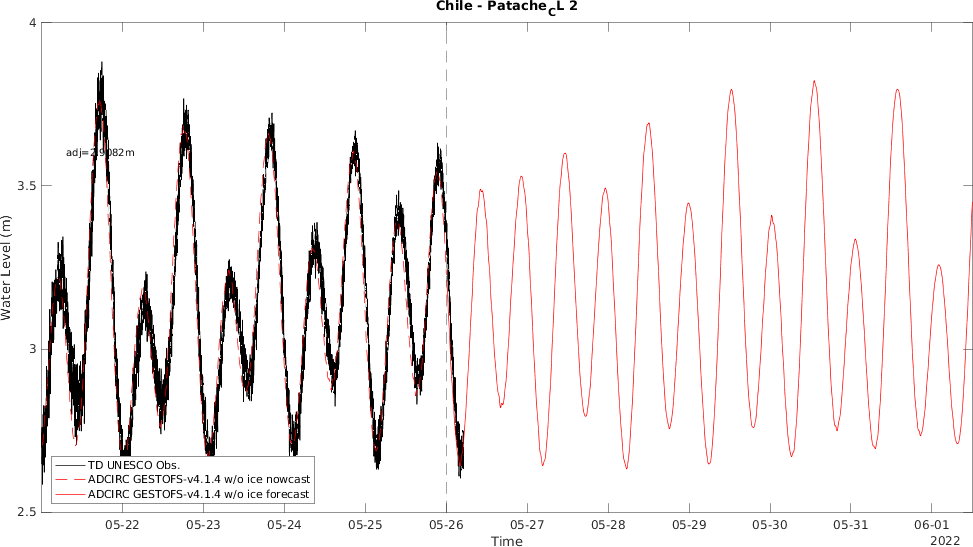 Chile - Patache_CL 2
4
3.5
3
2.5
Water Level (m)
adj=2.9082m
TD UNESCO Obs.
ADCIRC GESTOFS-v4.1.4 w/o ice nowcast
ADCIRC GESTOFS-v4.1.4 w/o ice forecast
05-22
05-23
05-24
05-25
05-26
05-27
05-28
05-29
05-30
05-31
06-01
Time
2022